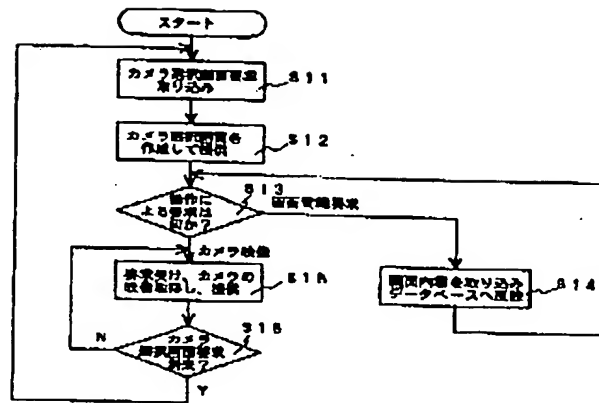 スタート
カメラ選択画面要求
取り込み
S11
カメラ選択画面を
作成して提供
S12
操作に
よる要求は
何か?
S13
画面登録要求
カメラ映像
要求受け、カメラの
映像取得し、提供
S15
画面内容を取り込み
データベースへ反映
S14
カメラ
選択画面要求
到来?
S16
N
Y